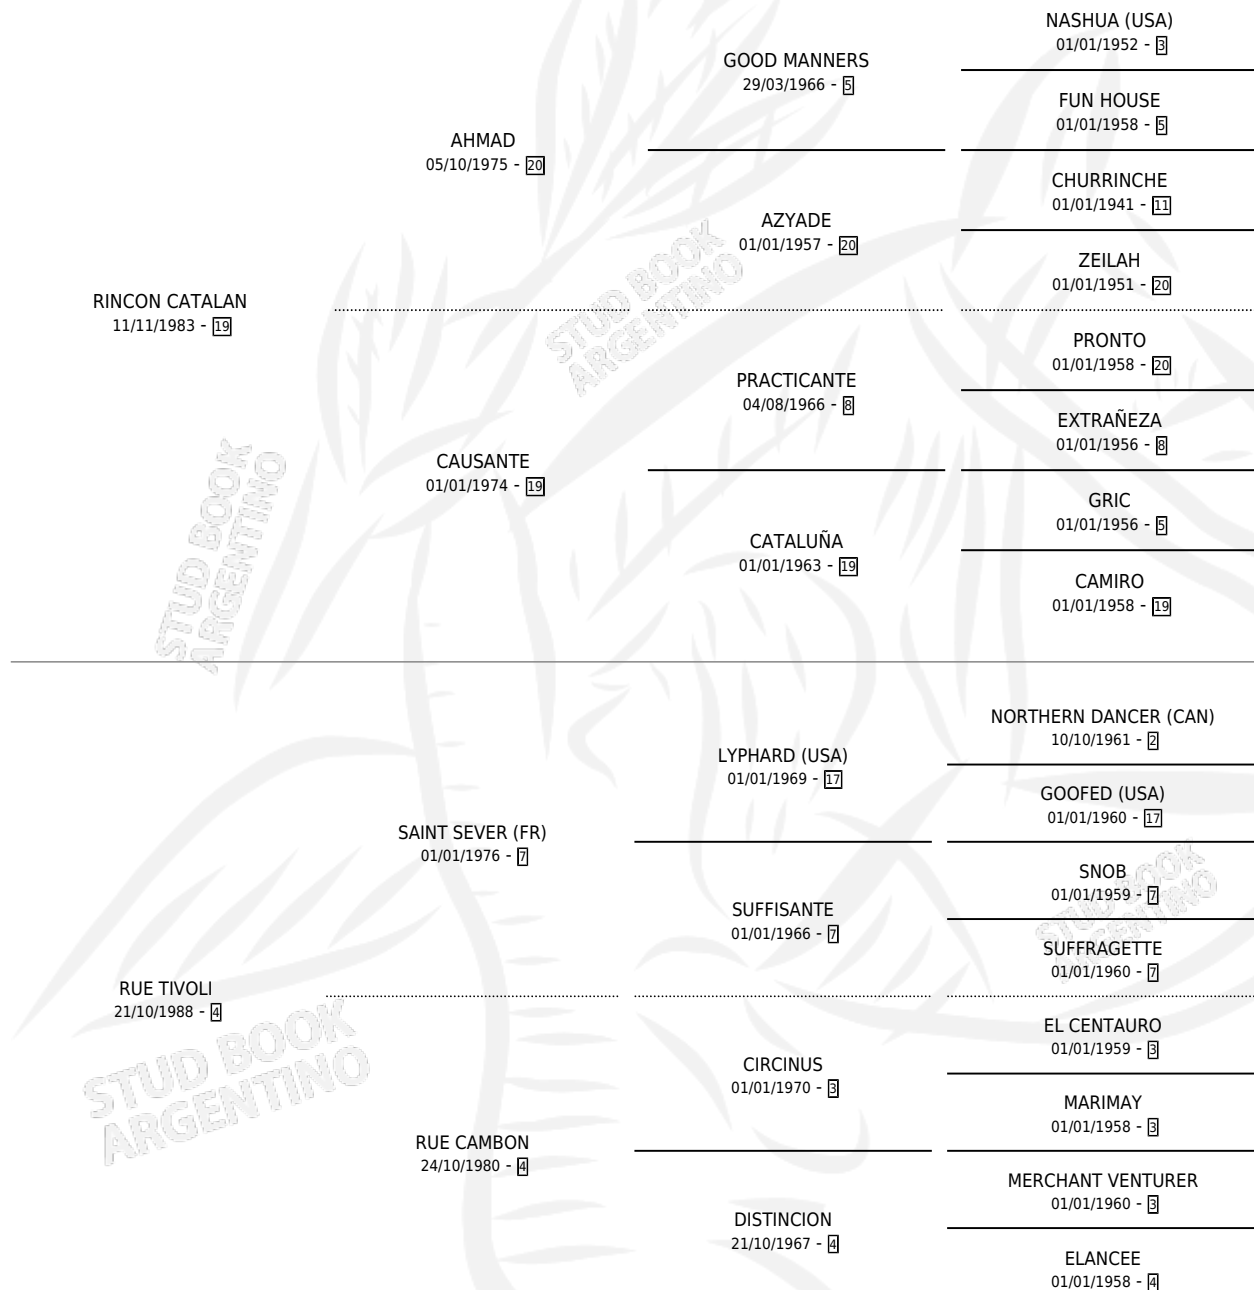 NASHUA (USA)
01/01/1952 - 3
GOOD MANNERS
29/03/1966 - 5
FUN HOUSE
01/01/1958 - 5
AHMAD
05/10/1975 - 20
CHURRINCHE
01/01/1941 - 11
AZYADE
01/01/1957 - 20
ZEILAH
01/01/1951 - 20
RINCON CATALAN
11/11/1983 - 19
PRONTO
01/01/1958 - 20
PRACTICANTE
04/08/1966 - 8
EXTRAÑEZA
01/01/1956 - 8
CAUSANTE
01/01/1974 - 19
GRIC
01/01/1956 - 5
CATALUÑA
01/01/1963 - 19
CAMIRO
01/01/1958 - 19
STUD BOOK
ARGENTINO
STUD BOOK
ARGENTINO
NORTHERN DANCER (CAN)
10/10/1961 - 2
LYPHARD (USA)
01/01/1969 - 17
GOOFED (USA)
01/01/1960 - 17
SAINT SEVER (FR)
01/01/1976 - 7
SNOB
01/01/1959 - 7
SUFFISANTE
01/01/1966 - 7
SUFFRAGETTE
01/01/1960 - 7
RUE TIVOLI
21/10/1988 - 4
EL CENTAURO
01/01/1959 - 3
CIRCINUS
01/01/1970 - 3
MARIMAY
01/01/1958 - 3
RUE CAMBON
24/10/1980 - 4
MERCHANT VENTURER
01/01/1960 - 3
DISTINCION
21/10/1967 - 4
ELANCEE
01/01/1958 - 4
STUD BOOK
ARGENTINO
STUD BOOK
ARGENTINO